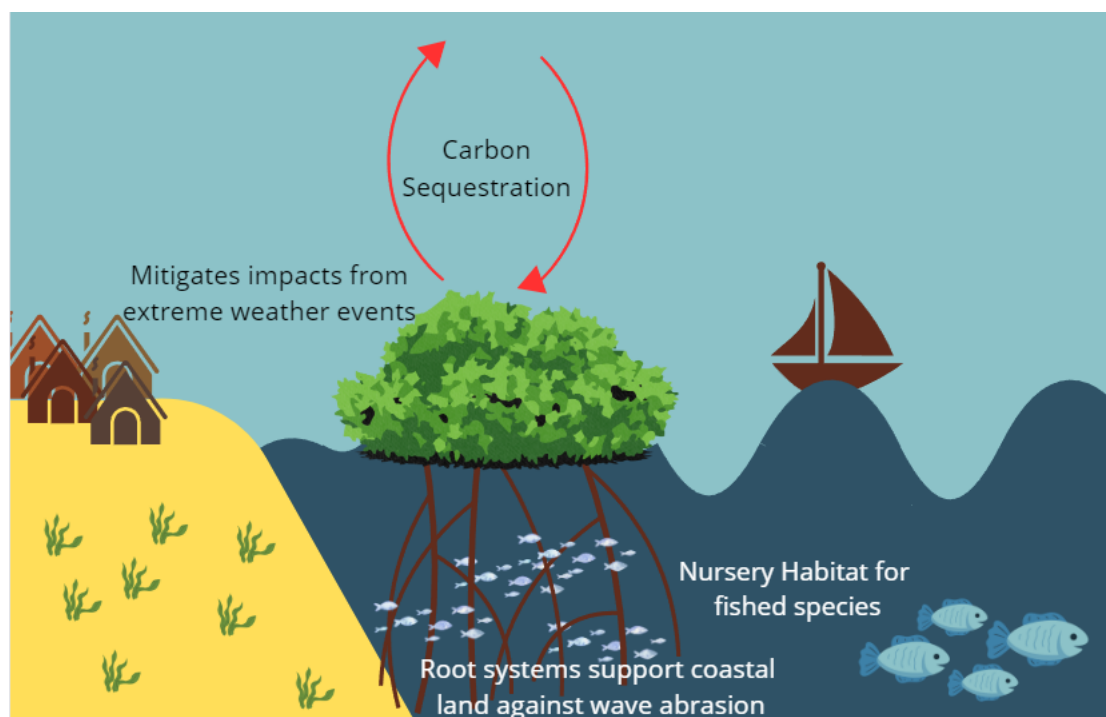 Carbon
Sequestration
Mitigates impacts from
extreme weather events
Nursery Habitat for
fished species
Root systems support coastal
land against wave abrasion